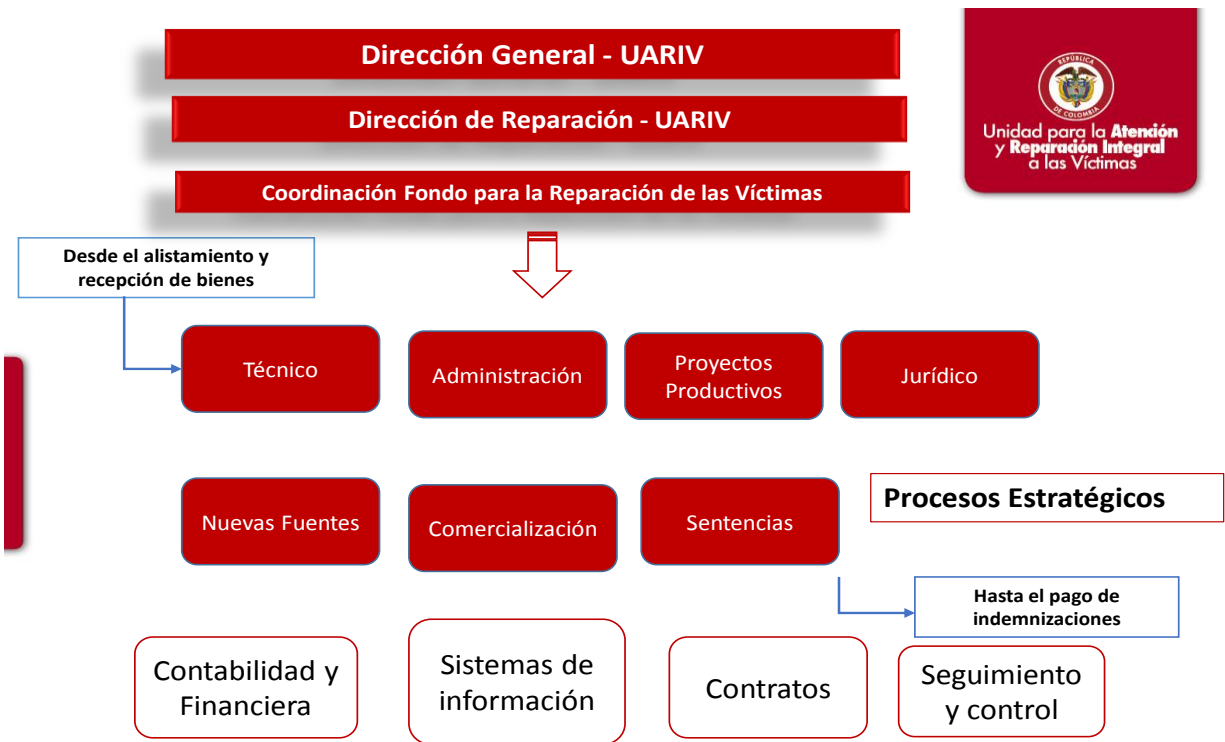 Dirección General - UARIV
Dirección de Reparación - UARIV
Coordinación Fondo para la Reparación de las Víctimas
REPÚBLICA
DE COLOMBIA
Unidad para la Atención
y Reparación Integral
a las Víctimas
Desde el alistamiento y
recepción de bienes
Técnico
Administración
Proyectos
Productivos
Jurídico
Nuevas Fuentes
Comercialización
Sentencias
Procesos Estratégicos
Hasta el pago de
indemnizaciones
Contabilidad y
Financiera
Sistemas de
información
Contratos
Seguimiento
y control